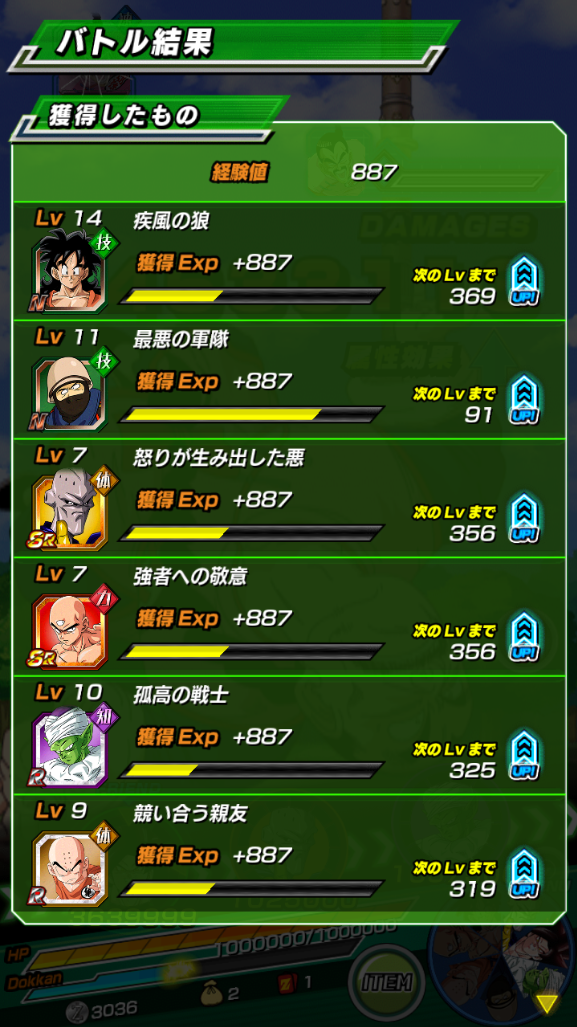 バトル結果
獲得したもの
経験値 887
DAMAGES
Lv 14 疾風の狼
技
獲得 Exp +887
次の Lv まで
N
369 UP!
Lv 11 最悪の軍隊
技
獲得 Exp +887
次の Lv まで
N
91 UP!
Lv 7 怒りが生み出した悪
体
獲得 Exp +887
次の Lv まで
SR
356 UP!
Lv 7 強者への敬意
力
獲得 Exp +887
次の Lv まで
SR
356 UP!
Lv 10 孤高の戦士
知
獲得 Exp +887
次の Lv まで
R
325 UP!
Lv 9 競い合う親友
体
獲得 Exp +887
次の Lv まで
R
319 UP!
3639999
HP 1000000/1000000
Dokkan
ITEM
Z 3036 2 Z 1